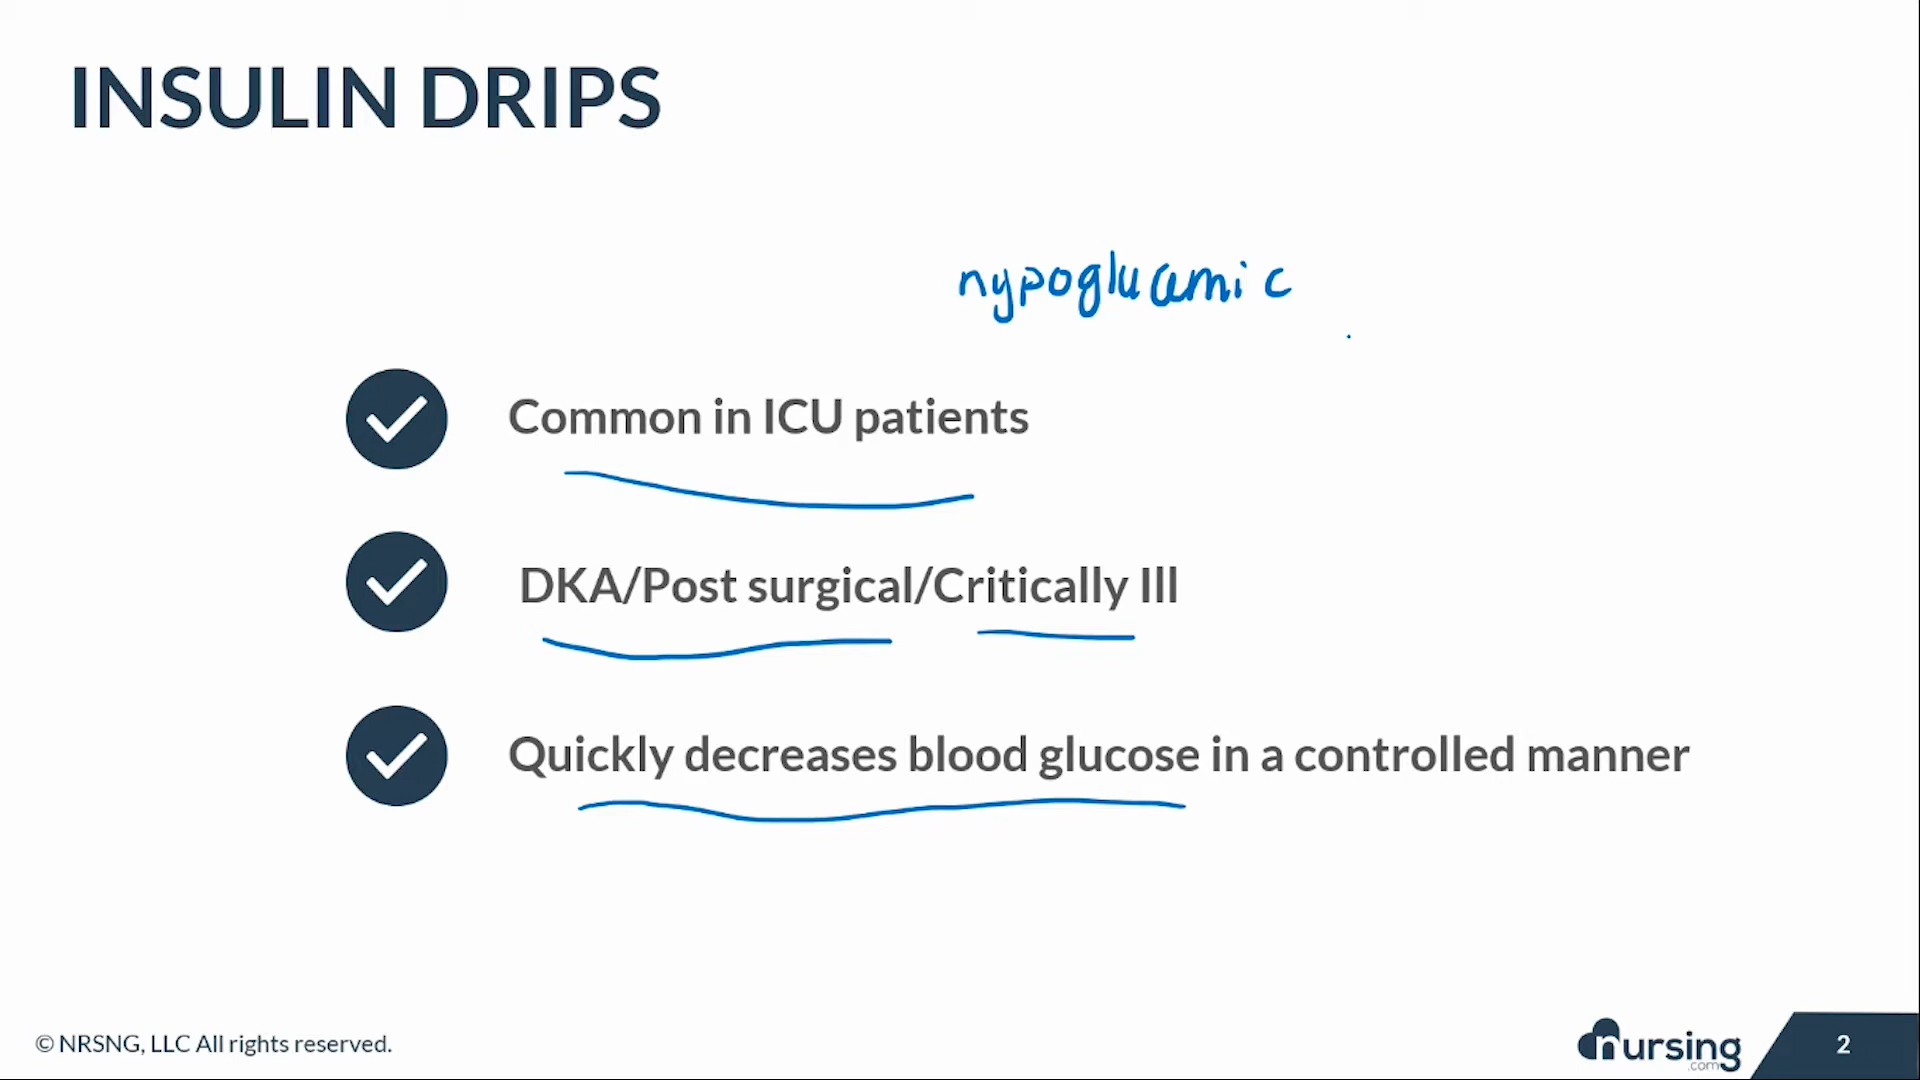 INSULIN DRIPS
hypoglycemic
Common in ICU patients
DKA/Post surgical/Critically Ill
Quickly decreases blood glucose in a controlled manner
© NRSNG, LLC All rights reserved.
nursing
.com
2